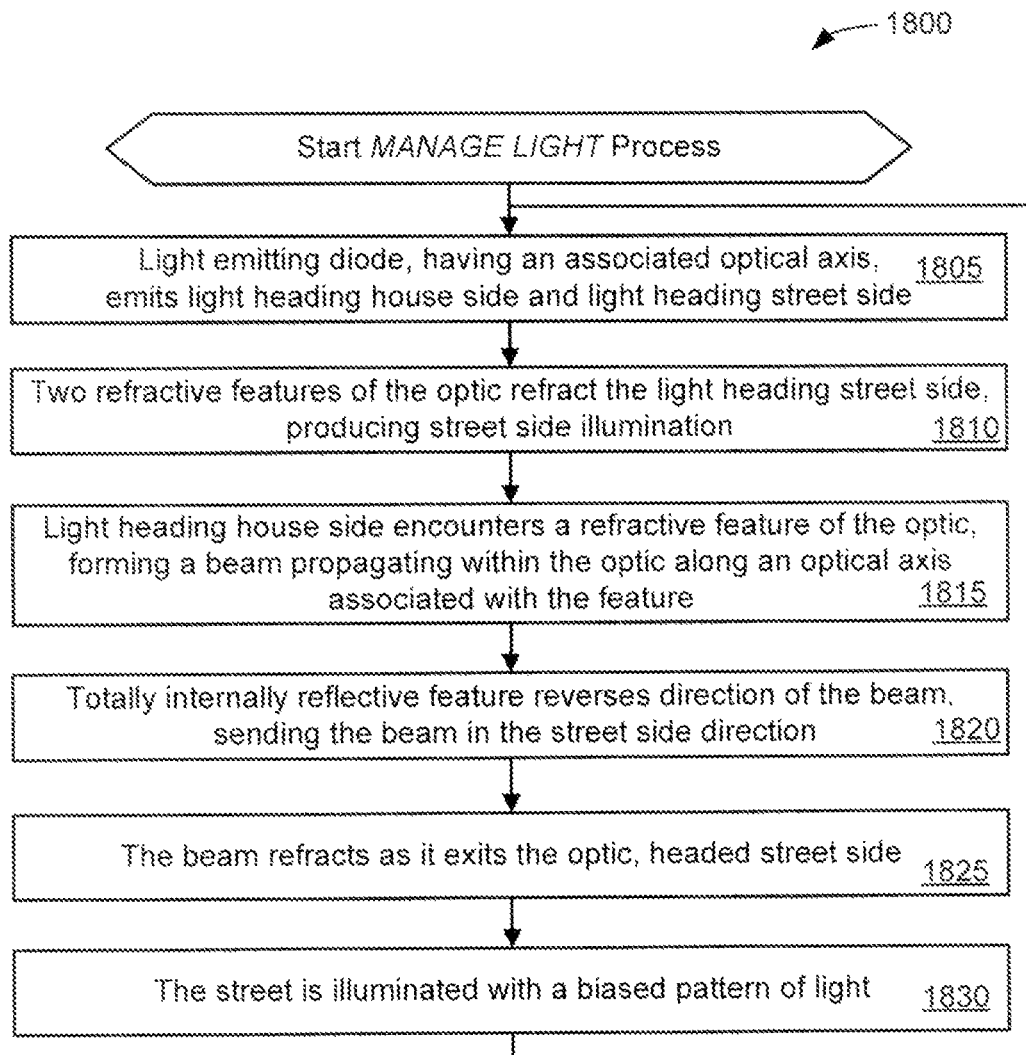 1800
Start MANAGE LIGHT Process
Light emitting diode, having an associated optical axis,
emits light heading house side and light heading street side
1805
Two refractive features of the optic refract the light heading street side,
producing street side illumination
1810
Light heading house side encounters a refractive feature of the optic,
forming a beam propagating within the optic along an optical axis
associated with the feature
1815
Totally internally reflective feature reverses direction of the beam,
sending the beam in the street side direction
1820
The beam refracts as it exits the optic, headed street side
1825
The street is illuminated with a biased pattern of light
1830